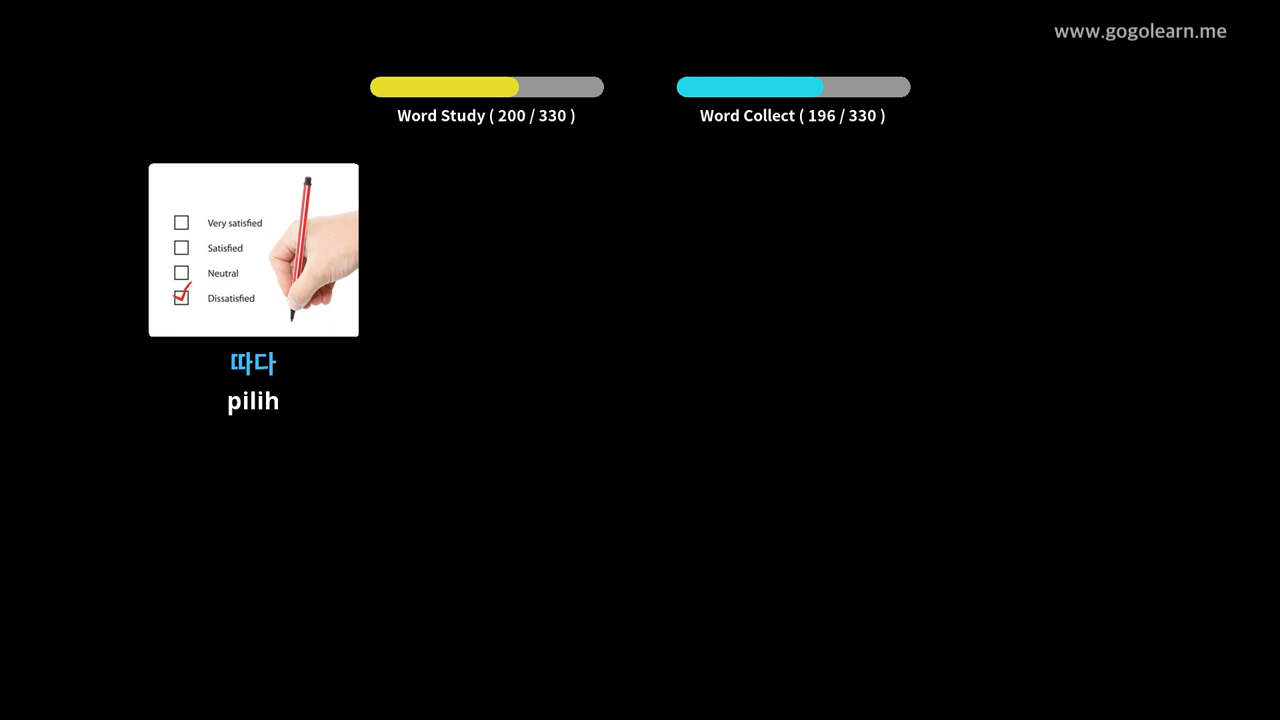 www.gogolearn.me
Word Study ( 200 / 330 )
Word Collect ( 196 / 330 )
Very satisfied
Satisfied
Neutral
Dissatisfied
따다
pilih